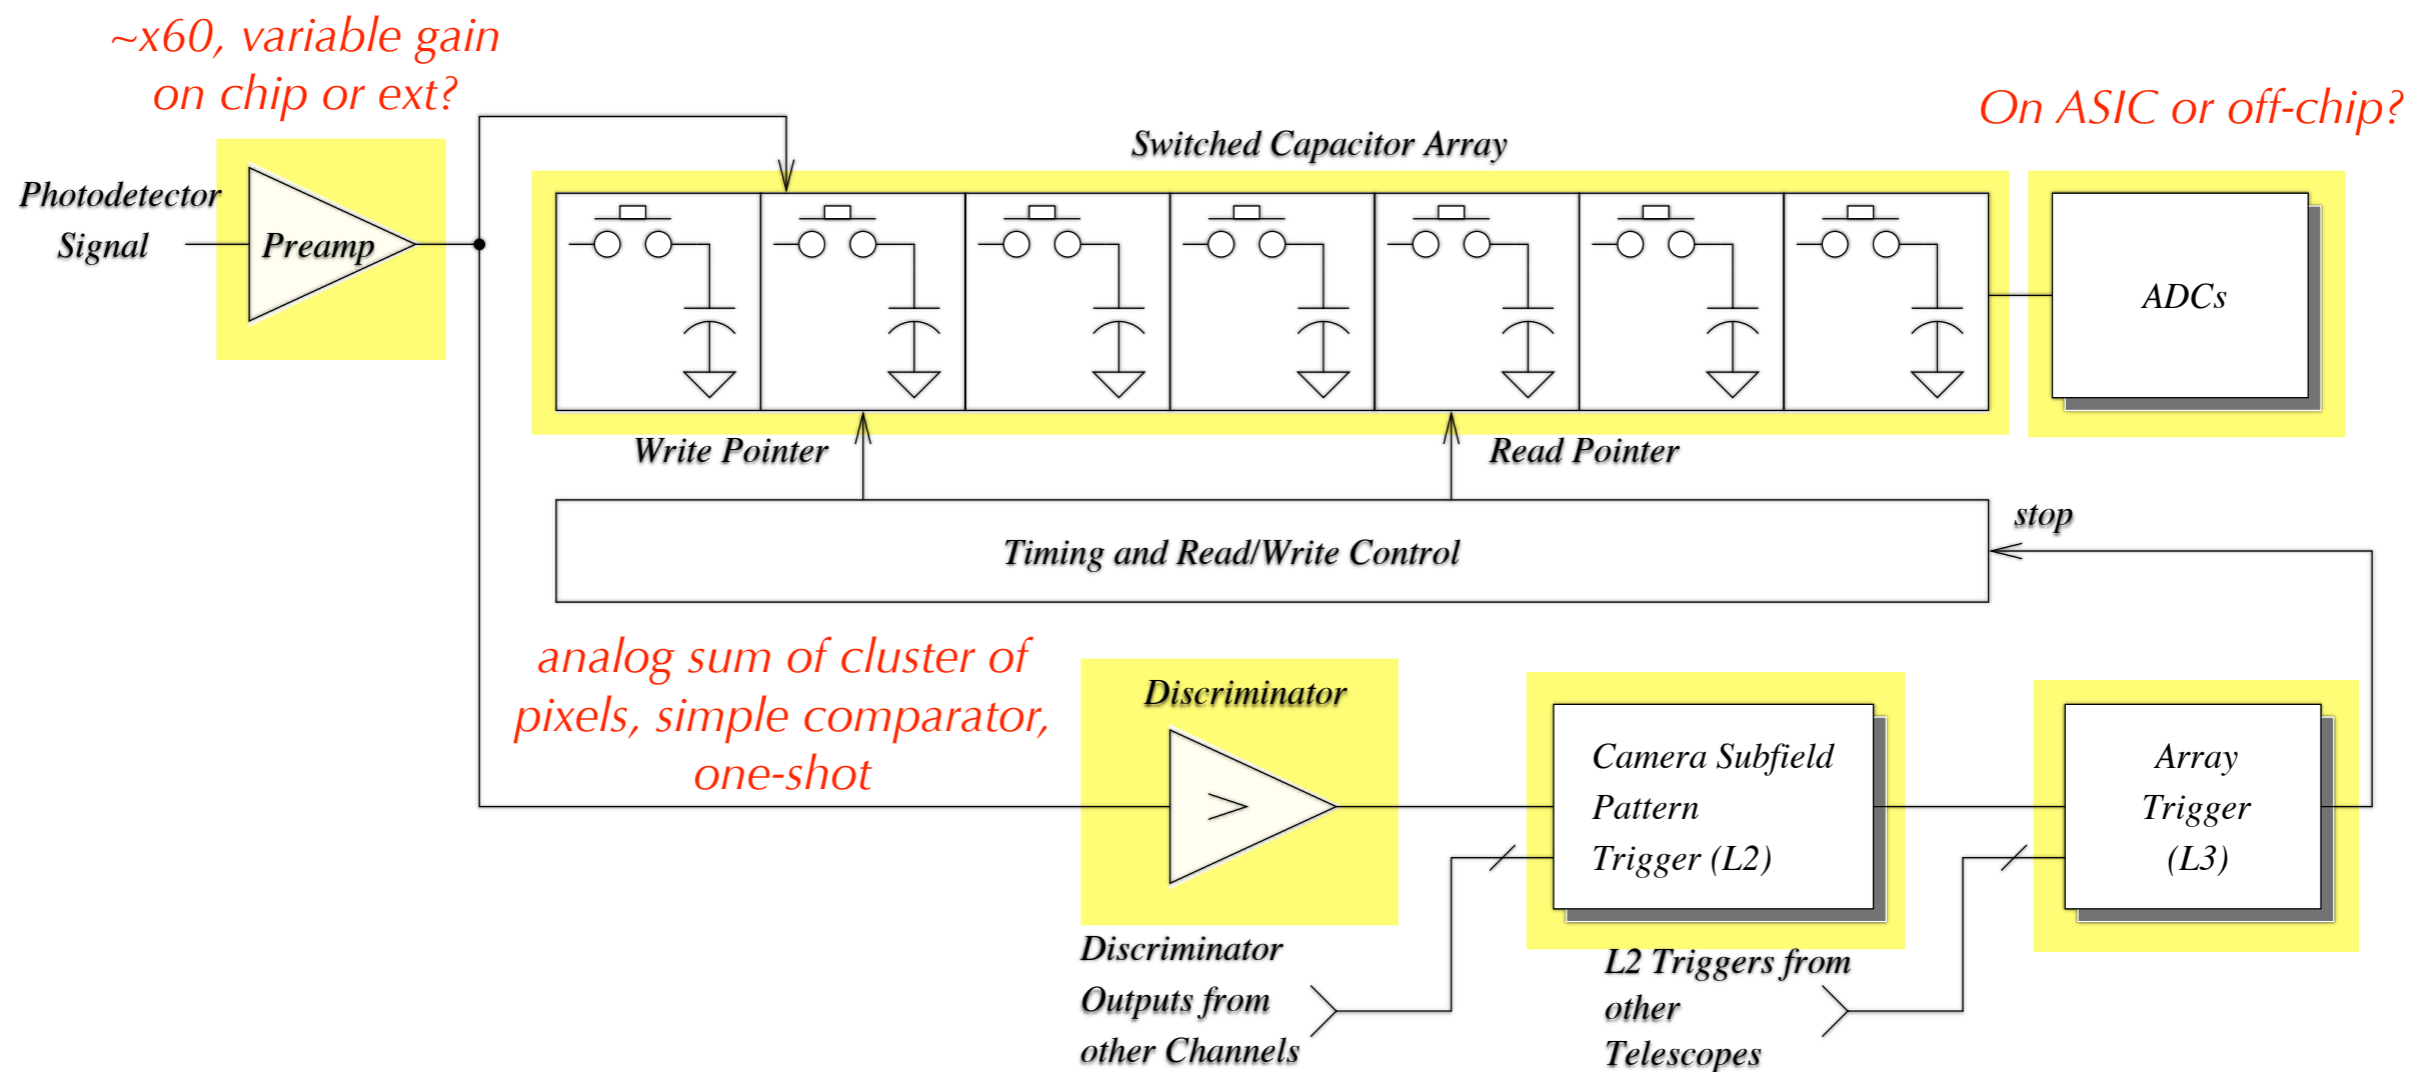 ~x60, variable gain
on chip or ext?
On ASIC or off-chip?
Switched Capacitor Array
Photodetector
Signal
Preamp
ADCs
Write Pointer
Read Pointer
stop
Timing and Read/Write Control
analog sum of cluster of
pixels, simple comparator,
one-shot
Discriminator
>
Camera Subfield
Pattern
Trigger (L2)
Array
Trigger
(L3)
Discriminator
Outputs from
other Channels
L2 Triggers from
other
Telescopes